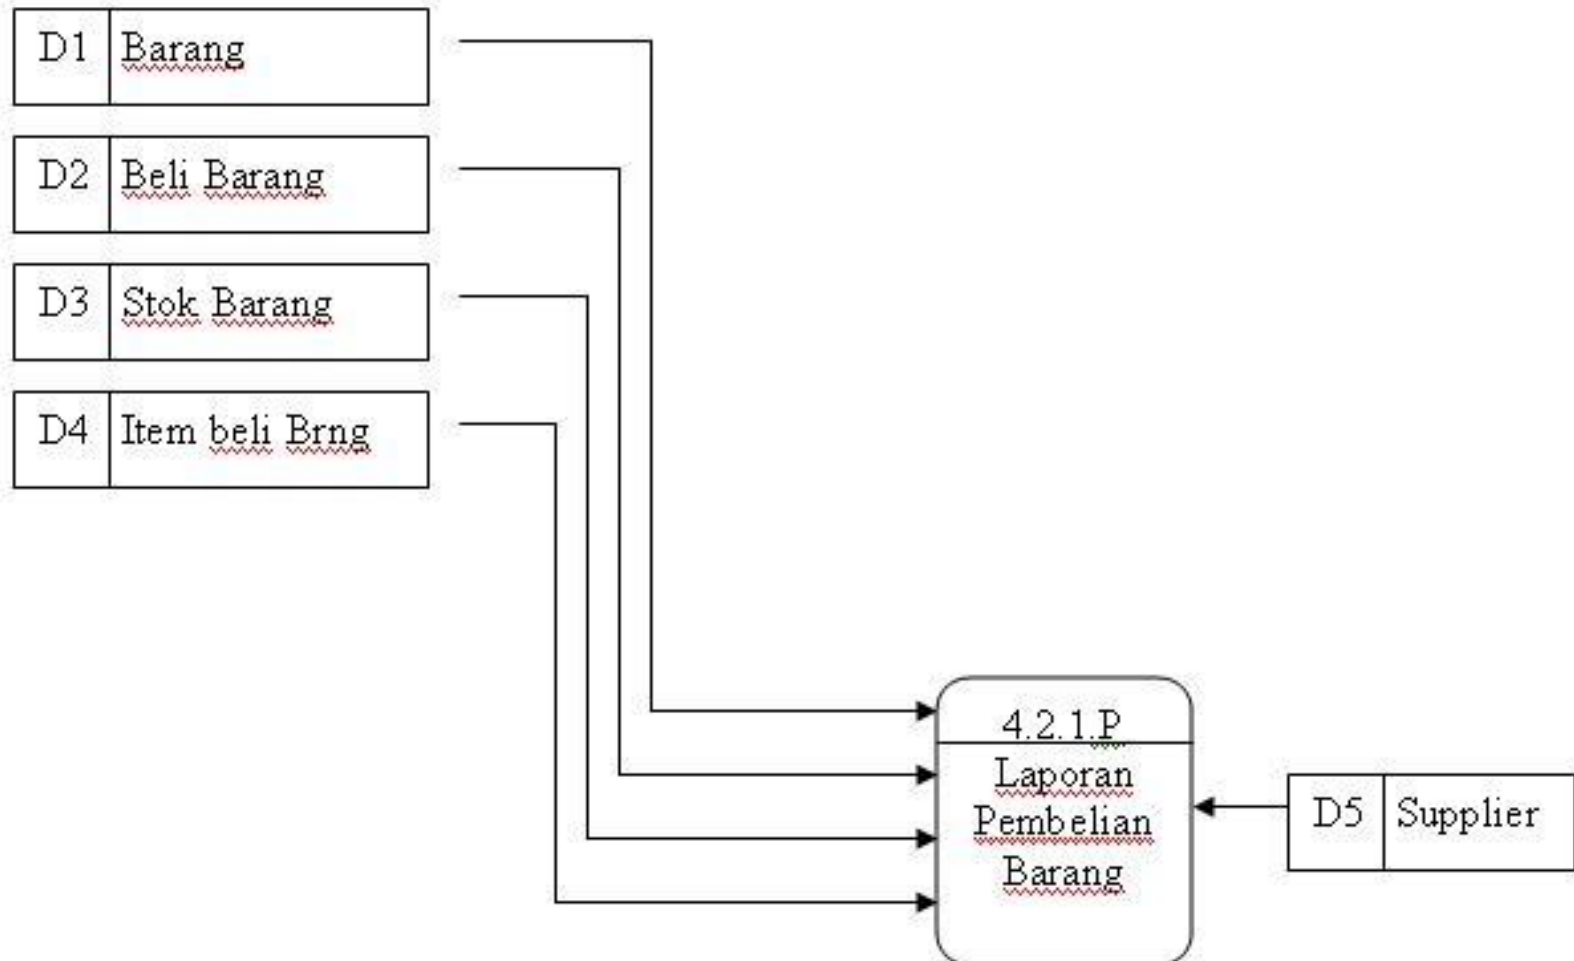 D1 Barang
D2 Beli Barang
D3 Stok Barang
D4 Item beli Brng
4.2.1.P
Laporan
Pembelian
Barang
D5 Supplier